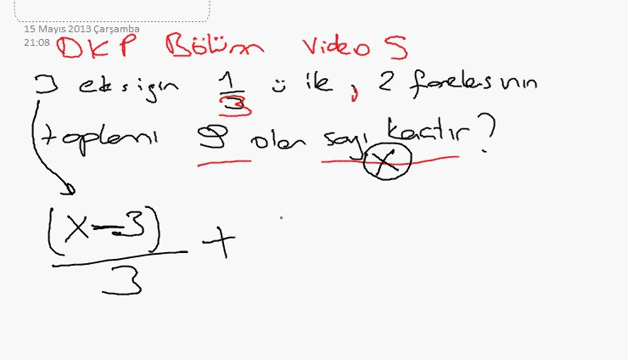 15 Mayıs 2013 Çarşamba
21:08
DKP Bölüm Video 5
3 eksiğin 1/3 ü ile, 2 fazlasının
toplamı 9 olan sayı kaçtır?
x
(x-3)/3 +